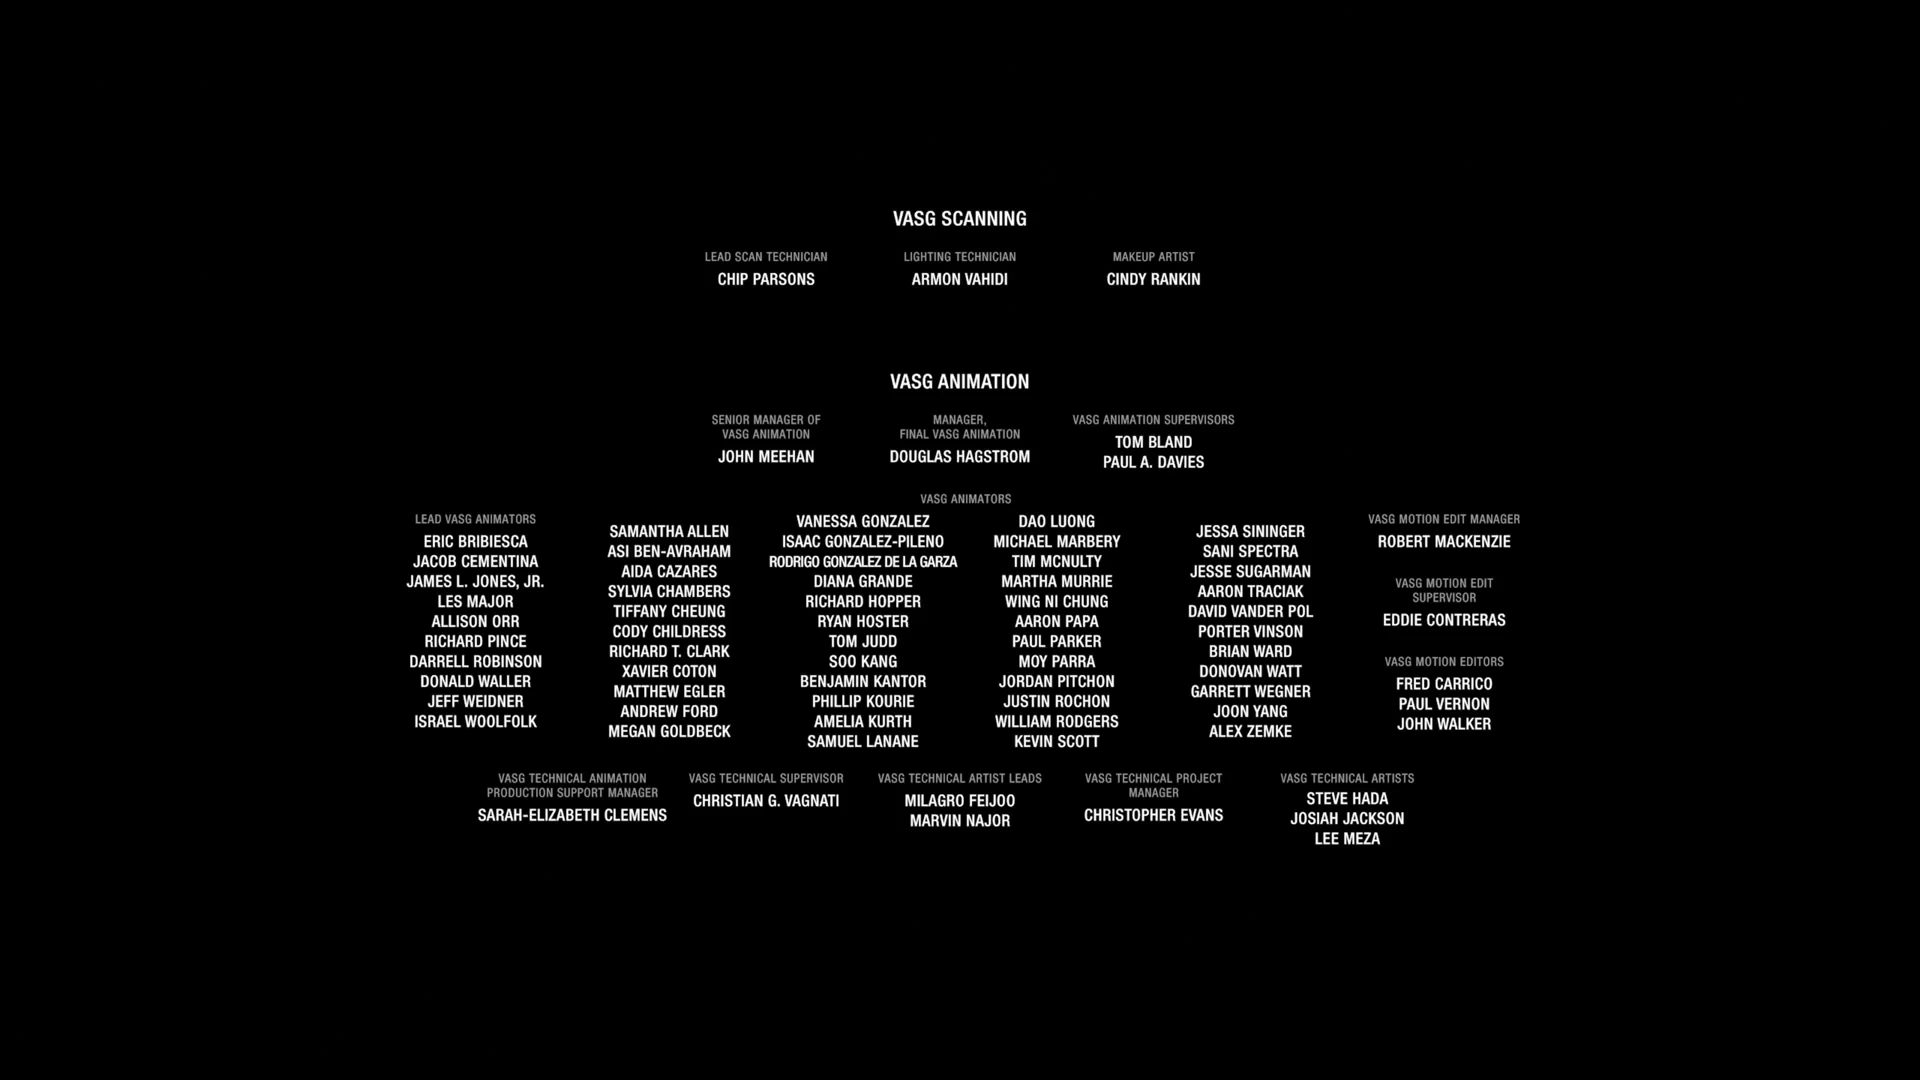 VASG SCANNING
LEAD SCAN TECHNICIAN
CHIP PARSONS
LIGHTING TECHNICIAN
ARMON VAHIDI
MAKEUP ARTIST
CINDY RANKIN
VASG ANIMATION
SENIOR MANAGER OF
VASG ANIMATION
JOHN MEEHAN
MANAGER,
FINAL VASG ANIMATION
DOUGLAS HAGSTROM
VASG ANIMATION SUPERVISORS
TOM BLAND
PAUL A. DAVIES
LEAD VASG ANIMATORS
ERIC BRIBIESCA
JACOB CEMENTINA
JAMES L. JONES, JR.
LES MAJOR
ALLISON ORR
RICHARD PINCE
DARRELL ROBINSON
DONALD WALLER
JEFF WEIDNER
ISRAEL WOOLFOLK
VASG ANIMATORS
SAMANTHA ALLEN
ASI BEN-AVRAHAM
AIDA CAZARES
SYLVIA CHAMBERS
TIFFANY CHEUNG
CODY CHILDRESS
RICHARD T. CLARK
XAVIER COTON
MATTHEW EGLER
ANDREW FORD
MEGAN GOLDBECK
VANESSA GONZALEZ
ISAAC GONZALEZ-PILENO
RODRIGO GONZALEZ DE LA GARZA
DIANA GRANDE
RICHARD HOPPER
RYAN HOSTER
TOM JUDD
SOO KANG
BENJAMIN KANTOR
PHILLIP KOURIE
AMELIA KURTH
SAMUEL LANANE
DAO LUONG
MICHAEL MARBERY
TIM MCNULTY
MARTHA MURRIE
WING NI CHUNG
AARON PAPA
PAUL PARKER
MOY PARRA
JORDAN PITCHON
JUSTIN ROCHON
WILLIAM RODGERS
KEVIN SCOTT
JESSA SININGER
SANI SPECTRA
JESSE SUGARMAN
AARON TRACIAK
DAVID VANDER POL
PORTER VINSON
BRIAN WARD
DONOVAN WATT
GARRETT WEGNER
JOON YANG
ALEX ZEMKE
VASG MOTION EDIT MANAGER
ROBERT MACKENZIE
VASG MOTION EDIT
SUPERVISOR
EDDIE CONTRERAS
VASG MOTION EDITORS
FRED CARRICO
PAUL VERNON
JOHN WALKER
VASG TECHNICAL ANIMATION
PRODUCTION SUPPORT MANAGER
SARAH-ELIZABETH CLEMENS
VASG TECHNICAL SUPERVISOR
CHRISTIAN G. VAGNATI
VASG TECHNICAL ARTIST LEADS
MILAGRO FEIJOO
MARVIN NAJOR
VASG TECHNICAL PROJECT
MANAGER
CHRISTOPHER EVANS
VASG TECHNICAL ARTISTS
STEVE HADA
JOSIAH JACKSON
LEE MEZA